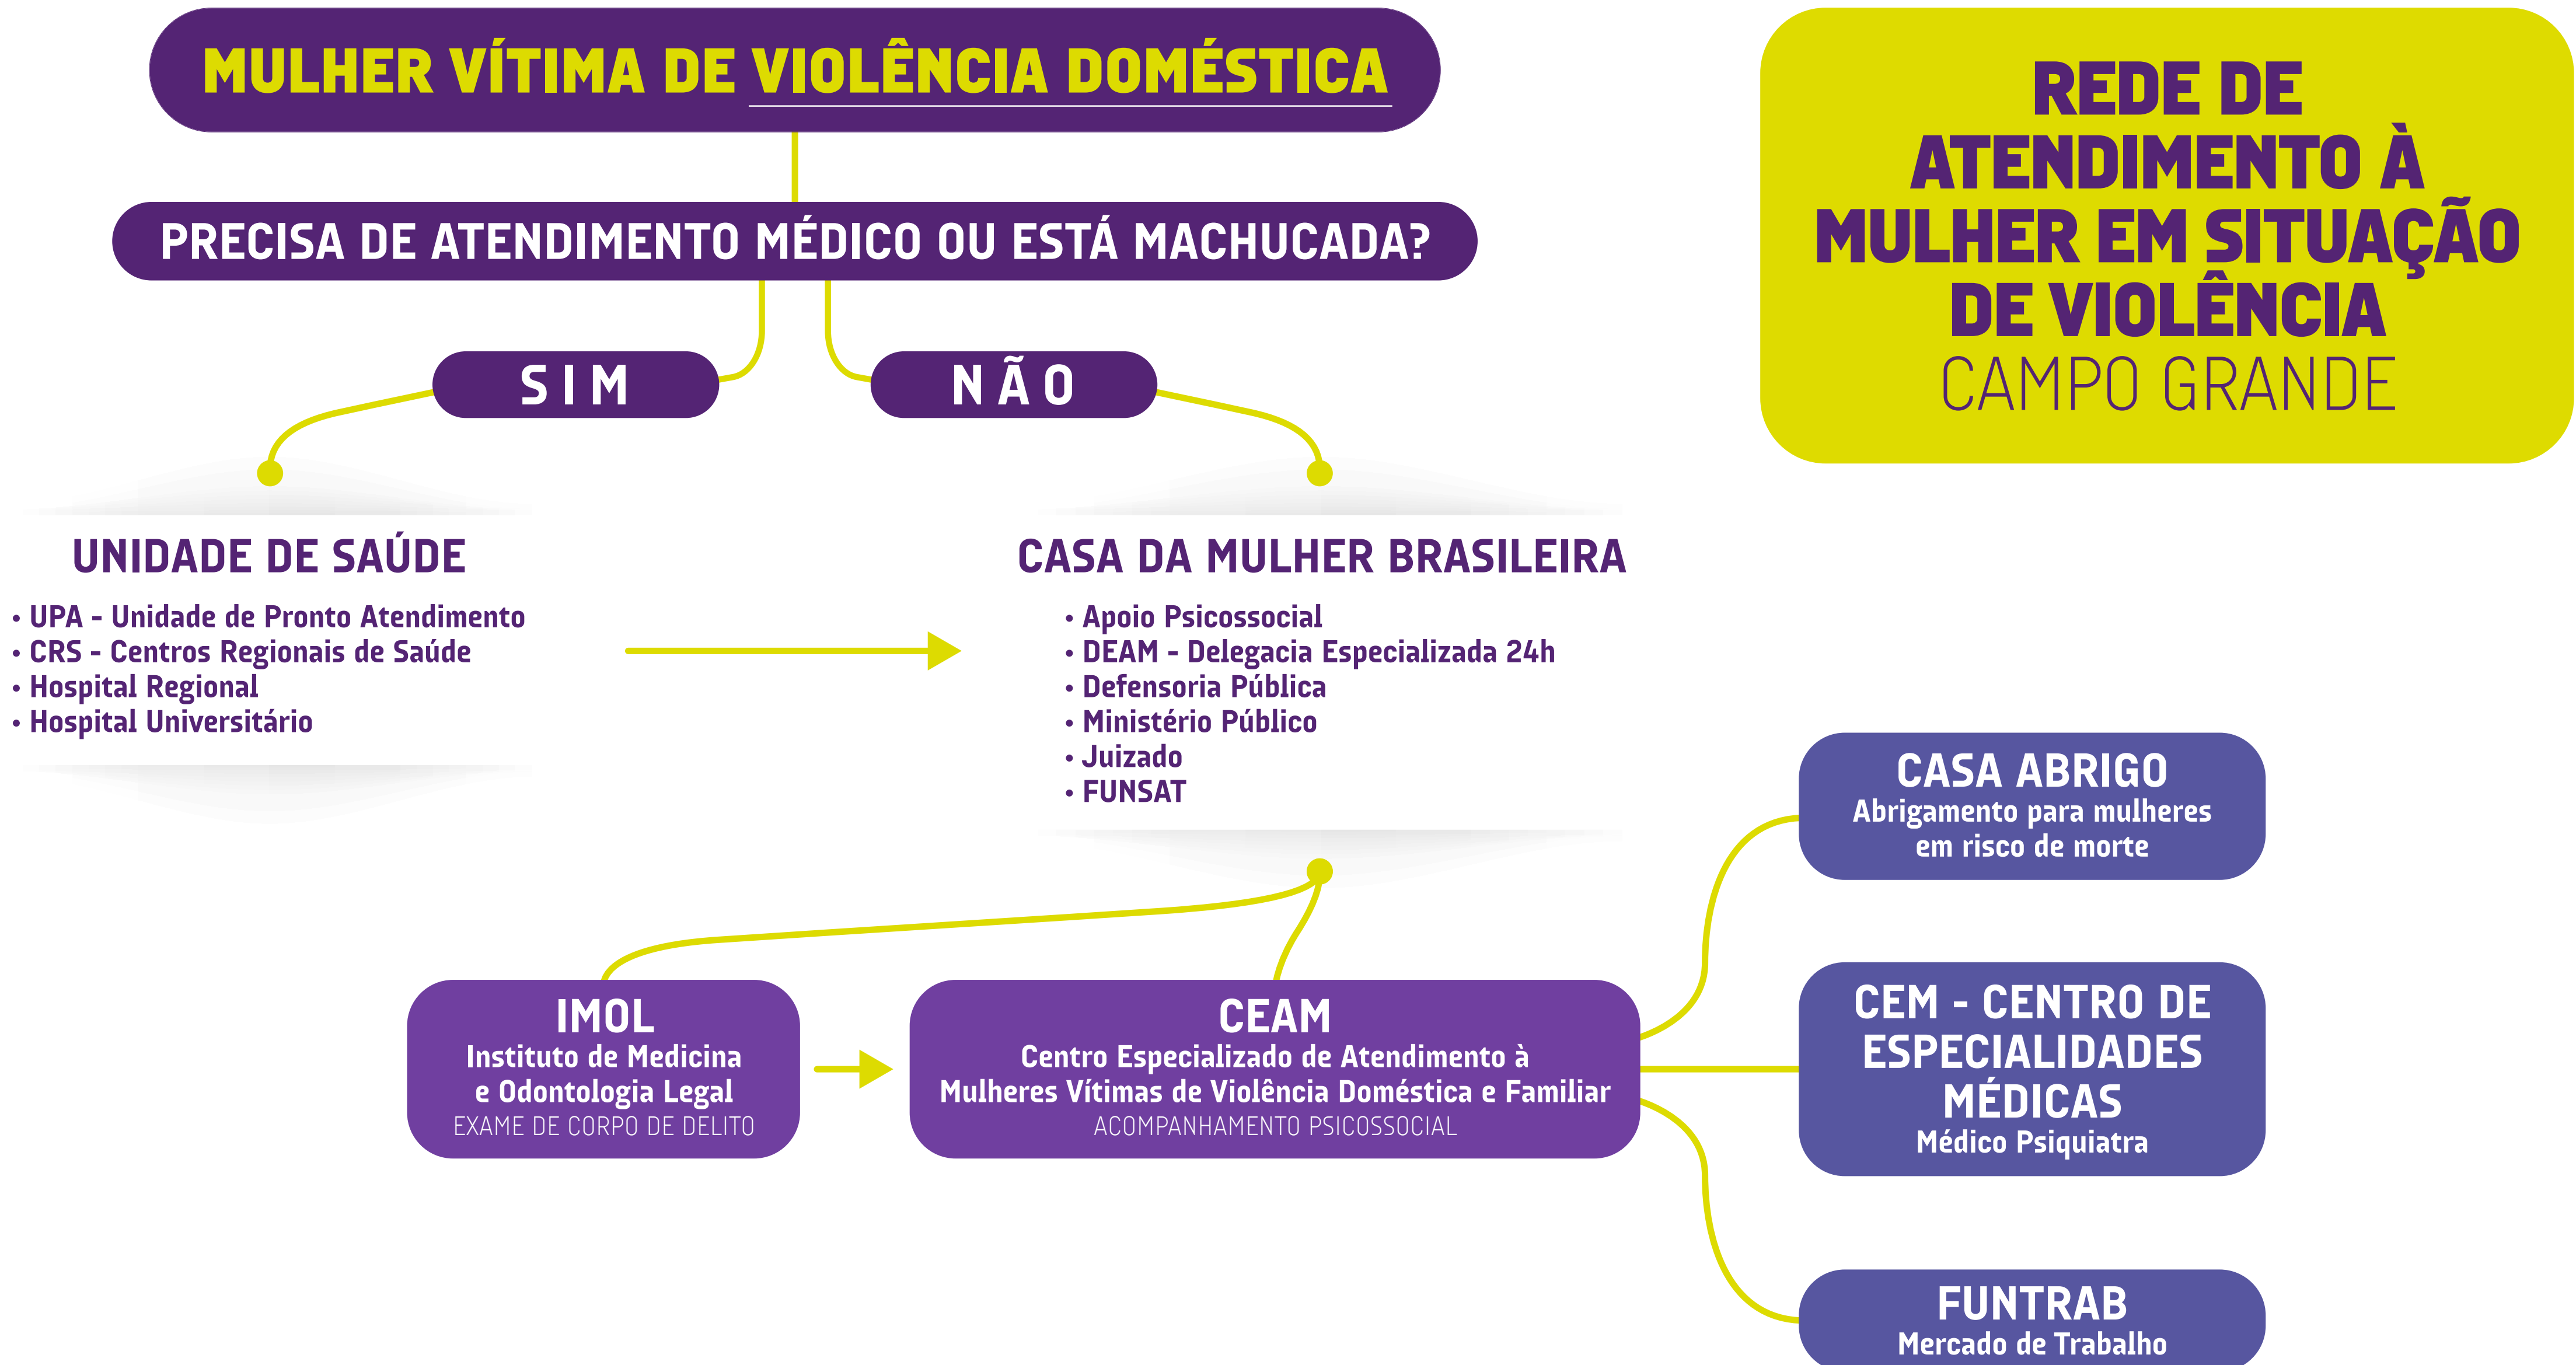 MULHER VÍTIMA DE VIOLÊNCIA DOMÉSTICA
PRECISA DE ATENDIMENTO MÉDICO OU ESTÁ MACHUCADA?
SIM
NÃO
REDE DE
ATENDIMENTO À
MULHER EM SITUAÇÃO
DE VIOLÊNCIA
CAMPO GRANDE
UNIDADE DE SAÚDE
• UPA - Unidade de Pronto Atendimento
• CRS - Centros Regionais de Saúde
• Hospital Regional
• Hospital Universitário
CASA DA MULHER BRASILEIRA
• Apoio Psicossocial
• DEAM - Delegacia Especializada 24h
• Defensoria Pública
• Ministério Público
• Juizado
• FUNSAT
IMOL
Instituto de Medicina
e Odontologia Legal
EXAME DE CORPO DE DELITO
CEAM
Centro Especializado de Atendimento à
Mulheres Vítimas de Violência Doméstica e Familiar
ACOMPANHAMENTO PSICOSSOCIAL
CASA ABRIGO
Abrigamento para mulheres
em risco de morte
CEM - CENTRO DE
ESPECIALIDADES
MÉDICAS
Médico Psiquiatra
FUNTRAB
Mercado de Trabalho